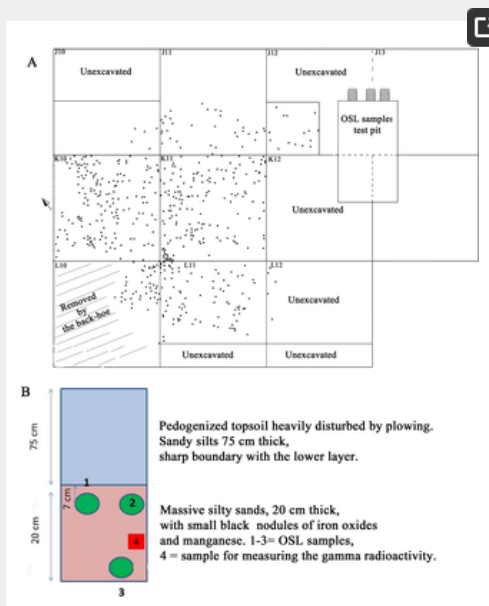 A
J10 J11 J12 J13
Unexcavated Unexcavated
OSL samples
test pit
K10 K11 K12
Unexcavated
L10 L11 L12
Removed
by
the back-hoe
Unexcavated
Unexcavated Unexcavated
B
75 cm
Pedogenized topsoil heavily disturbed by plowing.
Sandy silts 75 cm thick,
sharp boundary with the lower layer.
1
7 cm
2
20 cm
Massive silty sands, 20 cm thick,
with small black nodules of iron oxides
4
and manganese. 1-3= OSL samples,
4 = sample for measuring the gamma radioactivity.
3